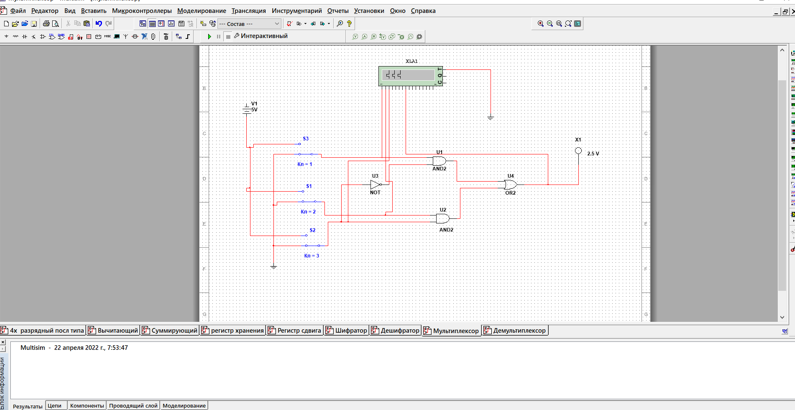 Файл Редактор Вид Вставить Микроконтроллеры Моделирование Трансляция Инструментарий Отчеты Установки Окно Справка
--- Состав ---
Интерактивный
XLA1
V1
5V
S3
Кл = 1
S1
Кл = 2
S2
Кл = 3
U3
NOT
U1
AND2
U2
AND2
U4
OR2
X1
2.5 V
4х разрядный посл типа Вычитающий Суммирующий регистр хранения Регистр сдвига Шифратор Дешифратор Мультиплексор Демультиплексор
Multisim - 22 апреля 2022 г., 7:53:47
Результаты Цепи Компоненты Проводящий слой Моделирование